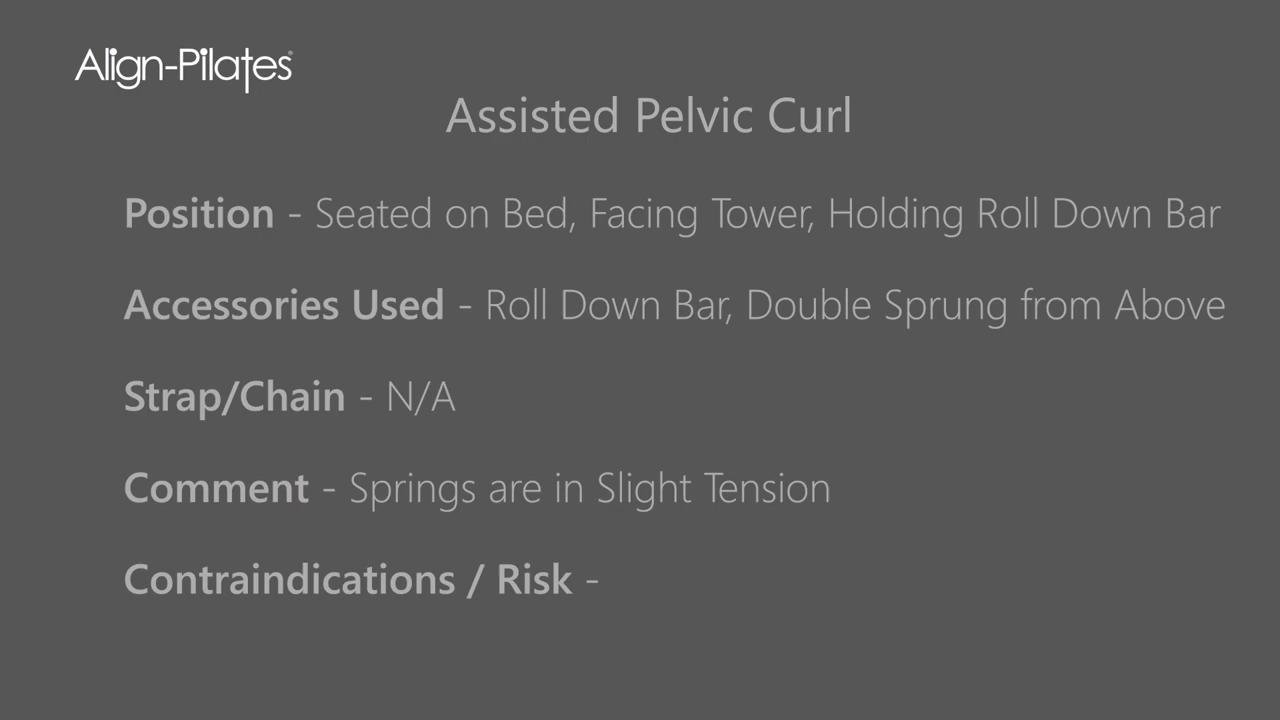 Align-Pilates®
Assisted Pelvic Curl
Position - Seated on Bed, Facing Tower, Holding Roll Down Bar
Accessories Used - Roll Down Bar, Double Sprung from Above
Strap/Chain - N/A
Comment - Springs are in Slight Tension
Contraindications / Risk -